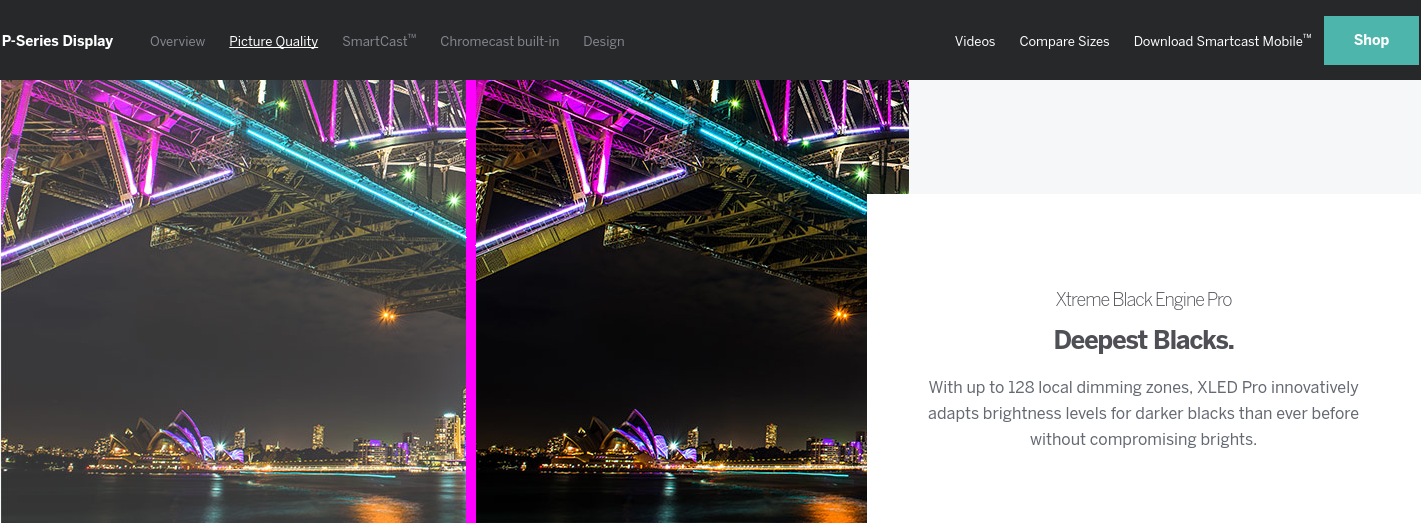 P-Series Display Overview Picture Quality SmartCast™ Chromecast built-in Design Videos Compare Sizes Download Smartcast Mobile™ Shop
Xtreme Black Engine Pro
Deepest Blacks.
With up to 128 local dimming zones, XLED Pro innovatively
adapts brightness levels for darker blacks than ever before
without compromising brights.